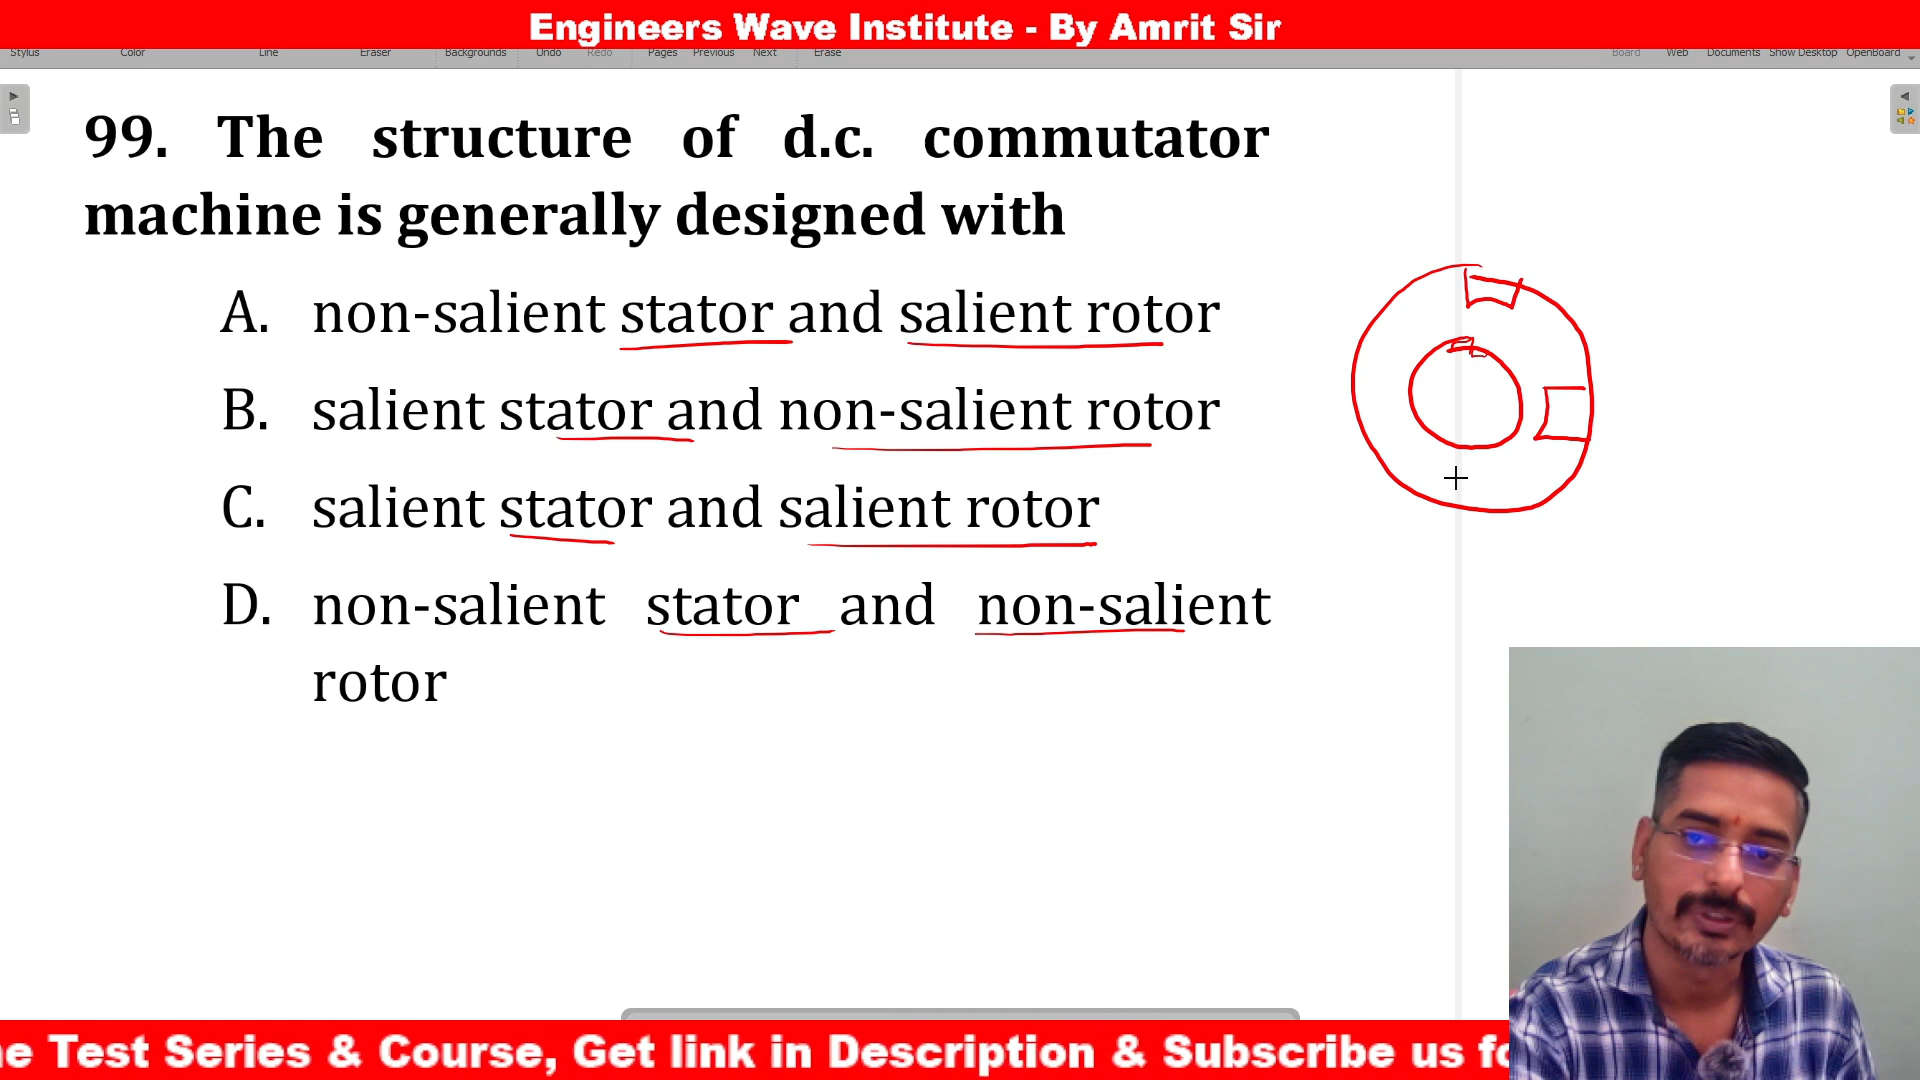 Engineers Wave Institute - By Amrit Sir
Stylus Color Line Eraser Backgrounds Undo Redo Pages Previous Next Erase Board Web Documents Show Desktop OpenBoard
99. The structure of d.c. commutator
machine is generally designed with
A. non-salient stator and salient rotor
B. salient stator and non-salient rotor
C. salient stator and salient rotor
D. non-salient stator and non-salient
rotor
e Test Series & Course, Get link in Description & Subscribe us fo